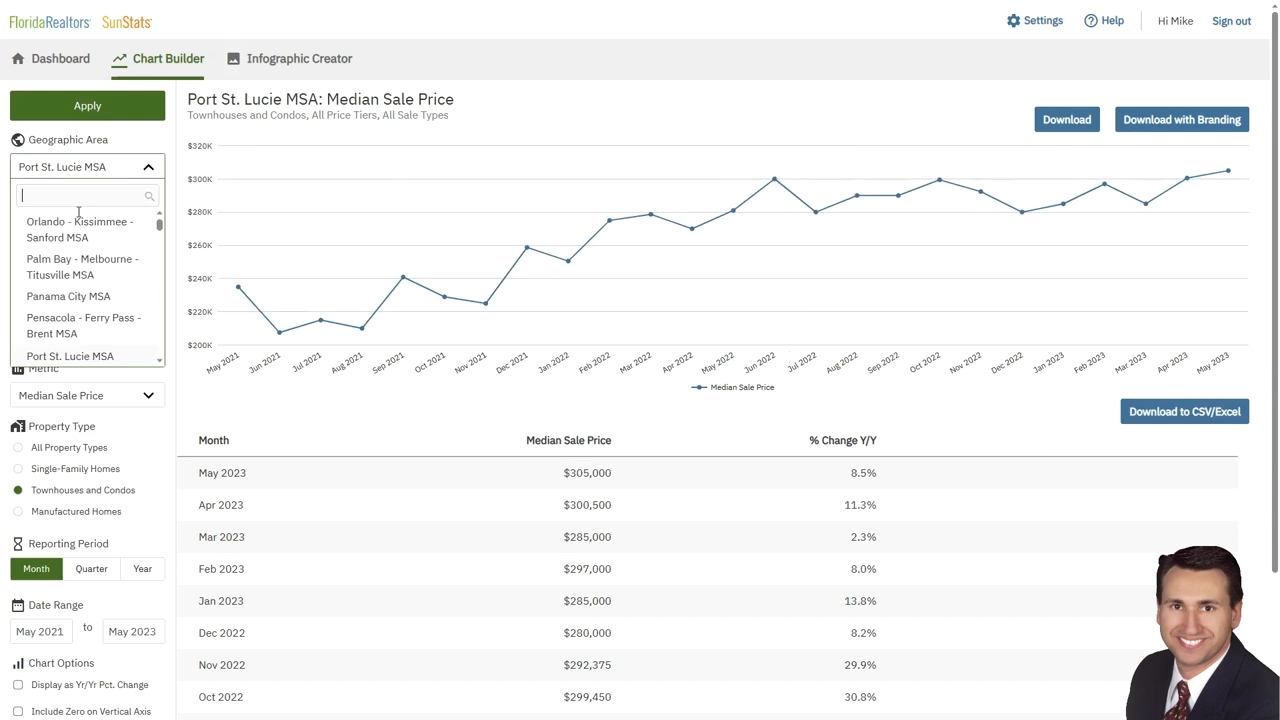 FloridaRealtors SunStats
Settings
Help
Hi Mike
Sign out
Dashboard
Chart Builder
Infographic Creator
Apply
Geographic Area
Port St. Lucie MSA
Orlando - Kissimmee -
Sanford MSA
Palm Bay - Melbourne -
Titusville MSA
Panama City MSA
Pensacola - Ferry Pass -
Brent MSA
Port St. Lucie MSA
Metric
Median Sale Price
Property Type
All Property Types
Single-Family Homes
Townhouses and Condos
Manufactured Homes
Reporting Period
Month Quarter Year
Date Range
May 2021 to May 2023
Chart Options
Display as Yr/Yr Pct. Change
Include Zero on Vertical Axis
Port St. Lucie MSA: Median Sale Price
Townhouses and Condos, All Price Tiers, All Sale Types
Download
Download with Branding
$320K
$300K
$280K
$260K
$240K
$220K
$200K
May 2021 Jun 2021 Jul 2021 Aug 2021 Sep 2021 Oct 2021 Nov 2021 Dec 2021 Jan 2022 Feb 2022 Mar 2022 Apr 2022 May 2022 Jun 2022 Jul 2022 Aug 2022 Sep 2022 Oct 2022 Nov 2022 Dec 2022 Jan 2023 Feb 2023 Mar 2023 Apr 2023 May 2023
Median Sale Price
Download to CSV/Excel
Month Median Sale Price % Change Y/Y
May 2023 $305,000 8.5%
Apr 2023 $300,500 11.3%
Mar 2023 $285,000 2.3%
Feb 2023 $297,000 8.0%
Jan 2023 $285,000 13.8%
Dec 2022 $280,000 8.2%
Nov 2022 $292,375 29.9%
Oct 2022 $299,450 30.8%